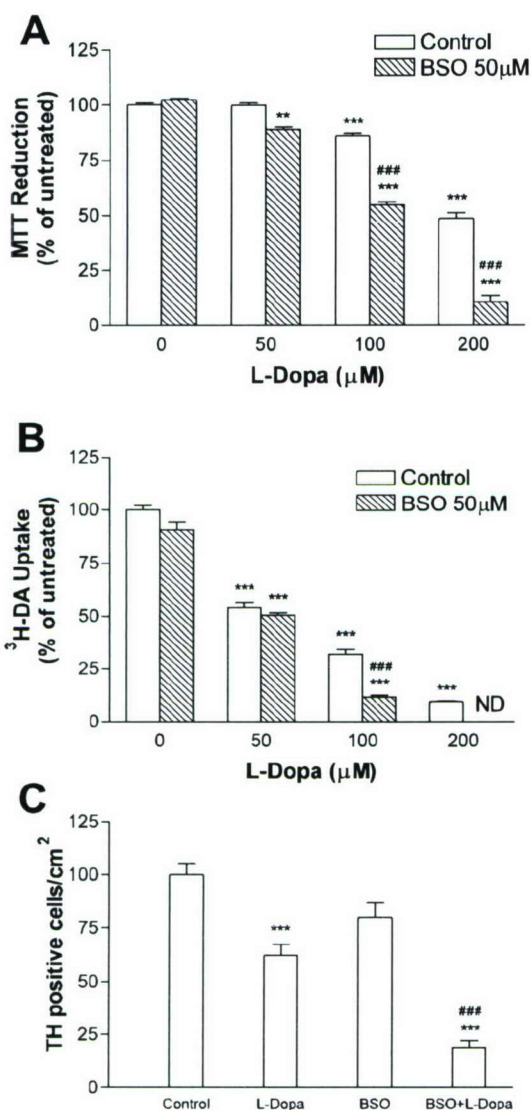 A
125
100
75
50
25
0
MTT Reduction
(% of untreated)
Control
BSO 50μM
**
***
###
***
***
###
***
0 50 100 200
L-Dopa (μM)
B
125
100
75
50
25
0
³H-DA Uptake
(% of untreated)
Control
BSO 50μM
***
***
***
###
***
***
ND
0 50 100 200
L-Dopa (μM)
C
125
100
75
50
25
0
TH positive cells/cm²
***
###
***
Control L-Dopa BSO BSO+L-Dopa